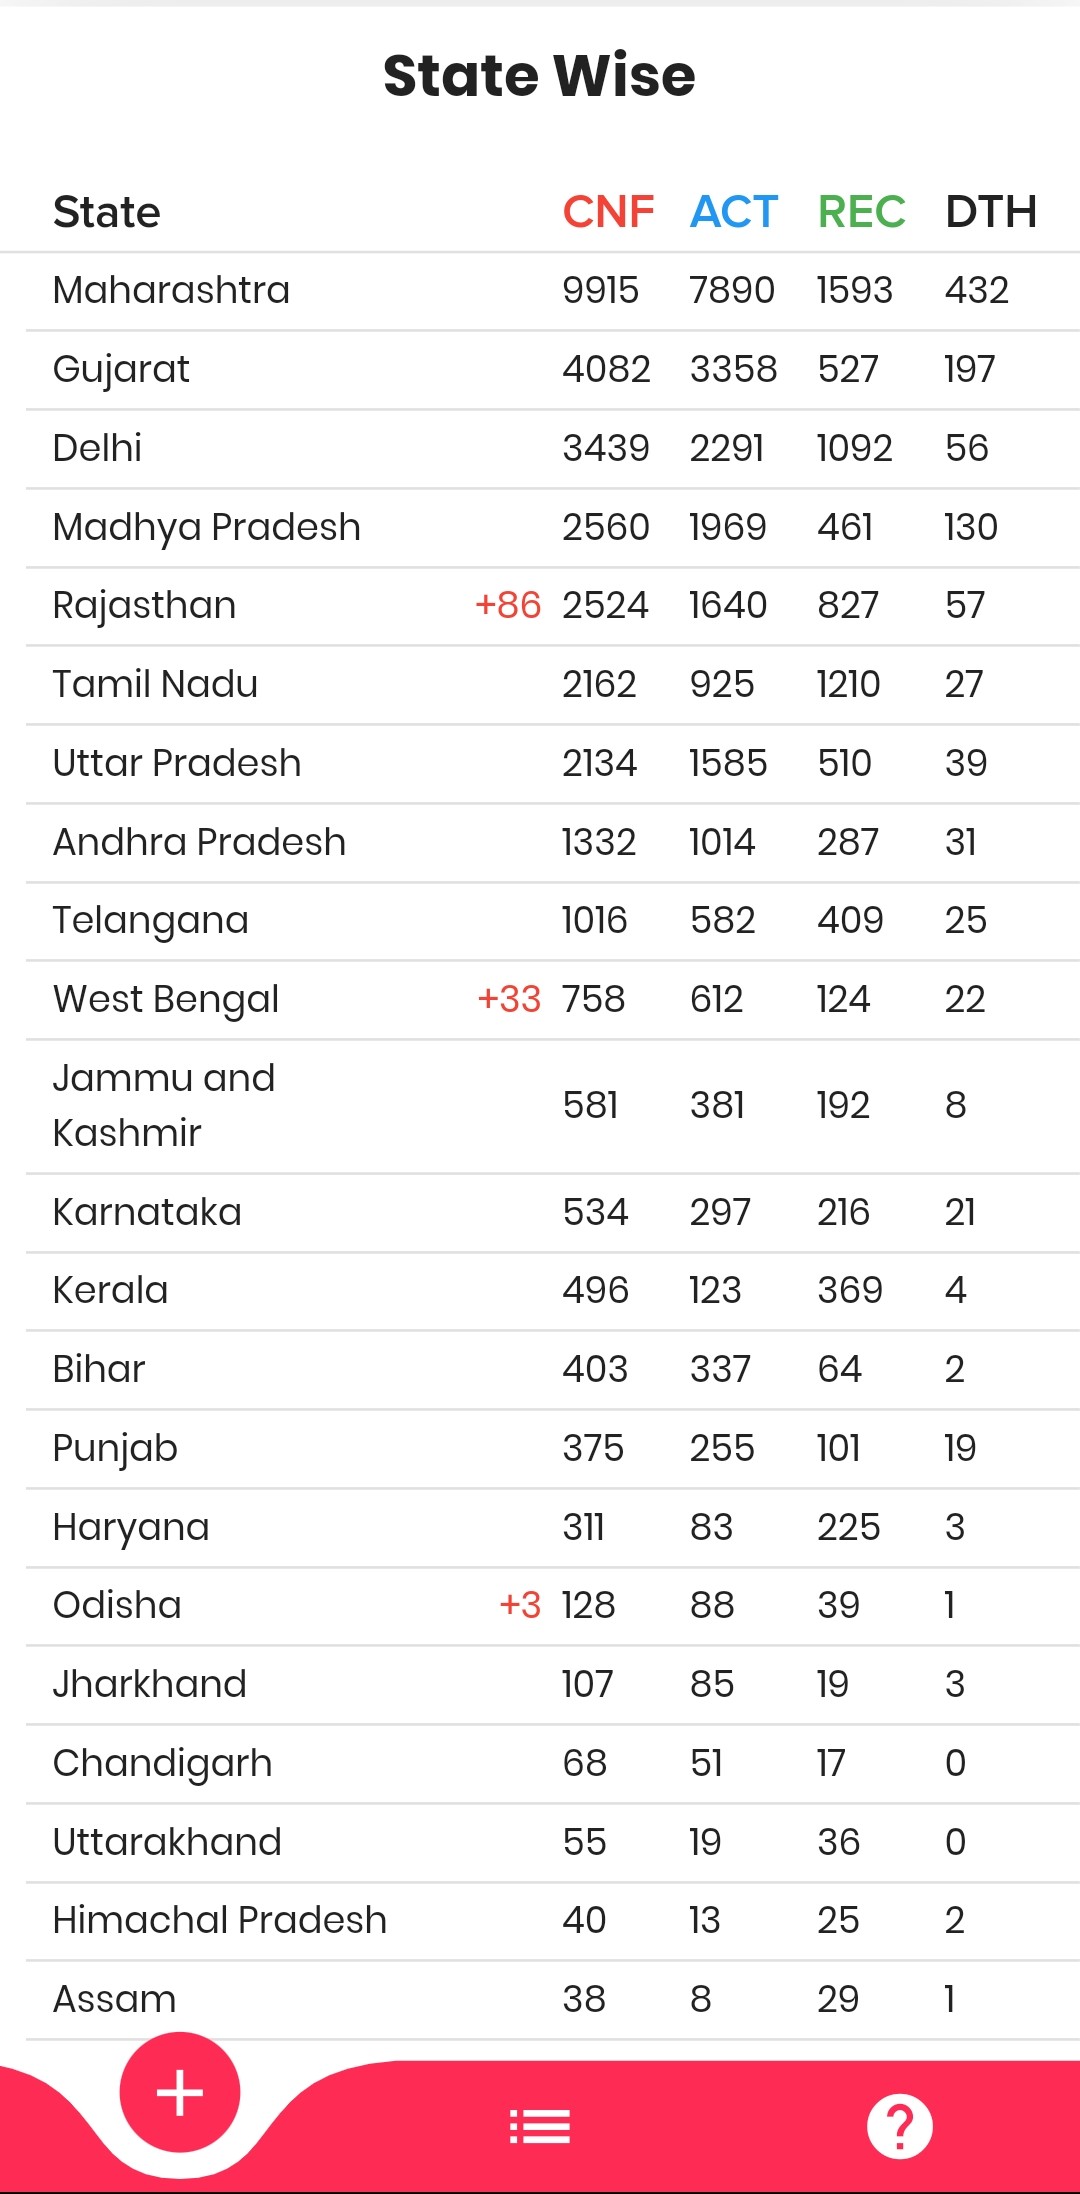 State Wise
State CNF ACT REC DTH
Maharashtra 9915 7890 1593 432
Gujarat 4082 3358 527 197
Delhi 3439 2291 1092 56
Madhya Pradesh 2560 1969 461 130
Rajasthan +86 2524 1640 827 57
Tamil Nadu 2162 925 1210 27
Uttar Pradesh 2134 1585 510 39
Andhra Pradesh 1332 1014 287 31
Telangana 1016 582 409 25
West Bengal +33 758 612 124 22
Jammu and
Kashmir 581 381 192 8
Karnataka 534 297 216 21
Kerala 496 123 369 4
Bihar 403 337 64 2
Punjab 375 255 101 19
Haryana 311 83 225 3
Odisha +3 128 88 39 1
Jharkhand 107 85 19 3
Chandigarh 68 51 17 0
Uttarakhand 55 19 36 0
Himachal Pradesh 40 13 25 2
Assam 38 8 29 1